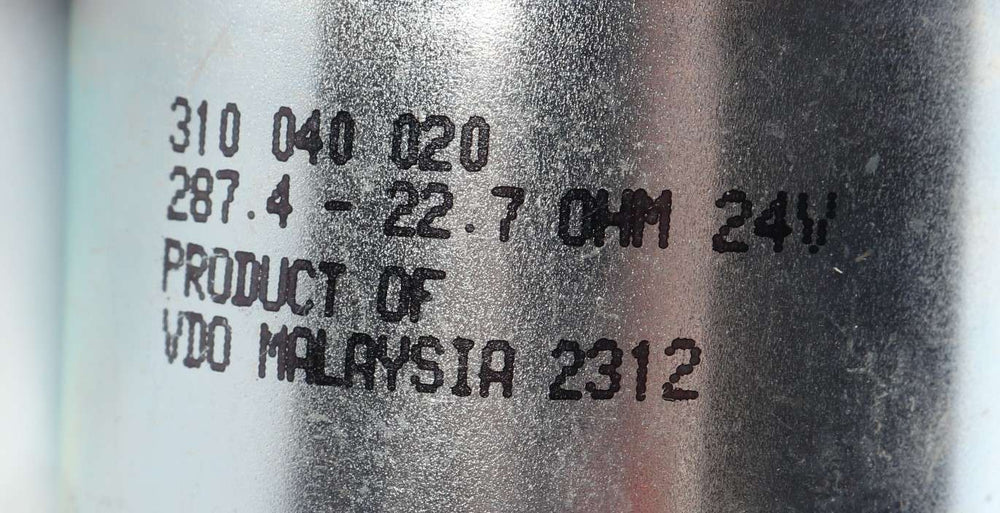 310 040 020
287.4 - 22.7 OHM 24V
PRODUCT OF
VDO MALAYSIA 2312